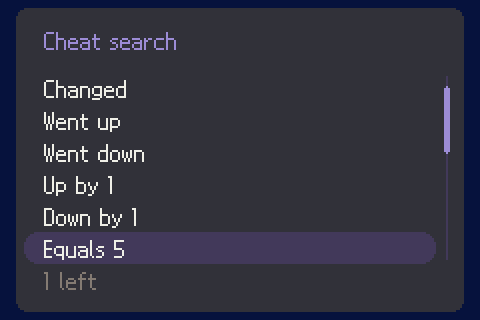 Cheat search
Changed
Went up
Went down
Up by 1
Down by 1
Equals 5
1 left